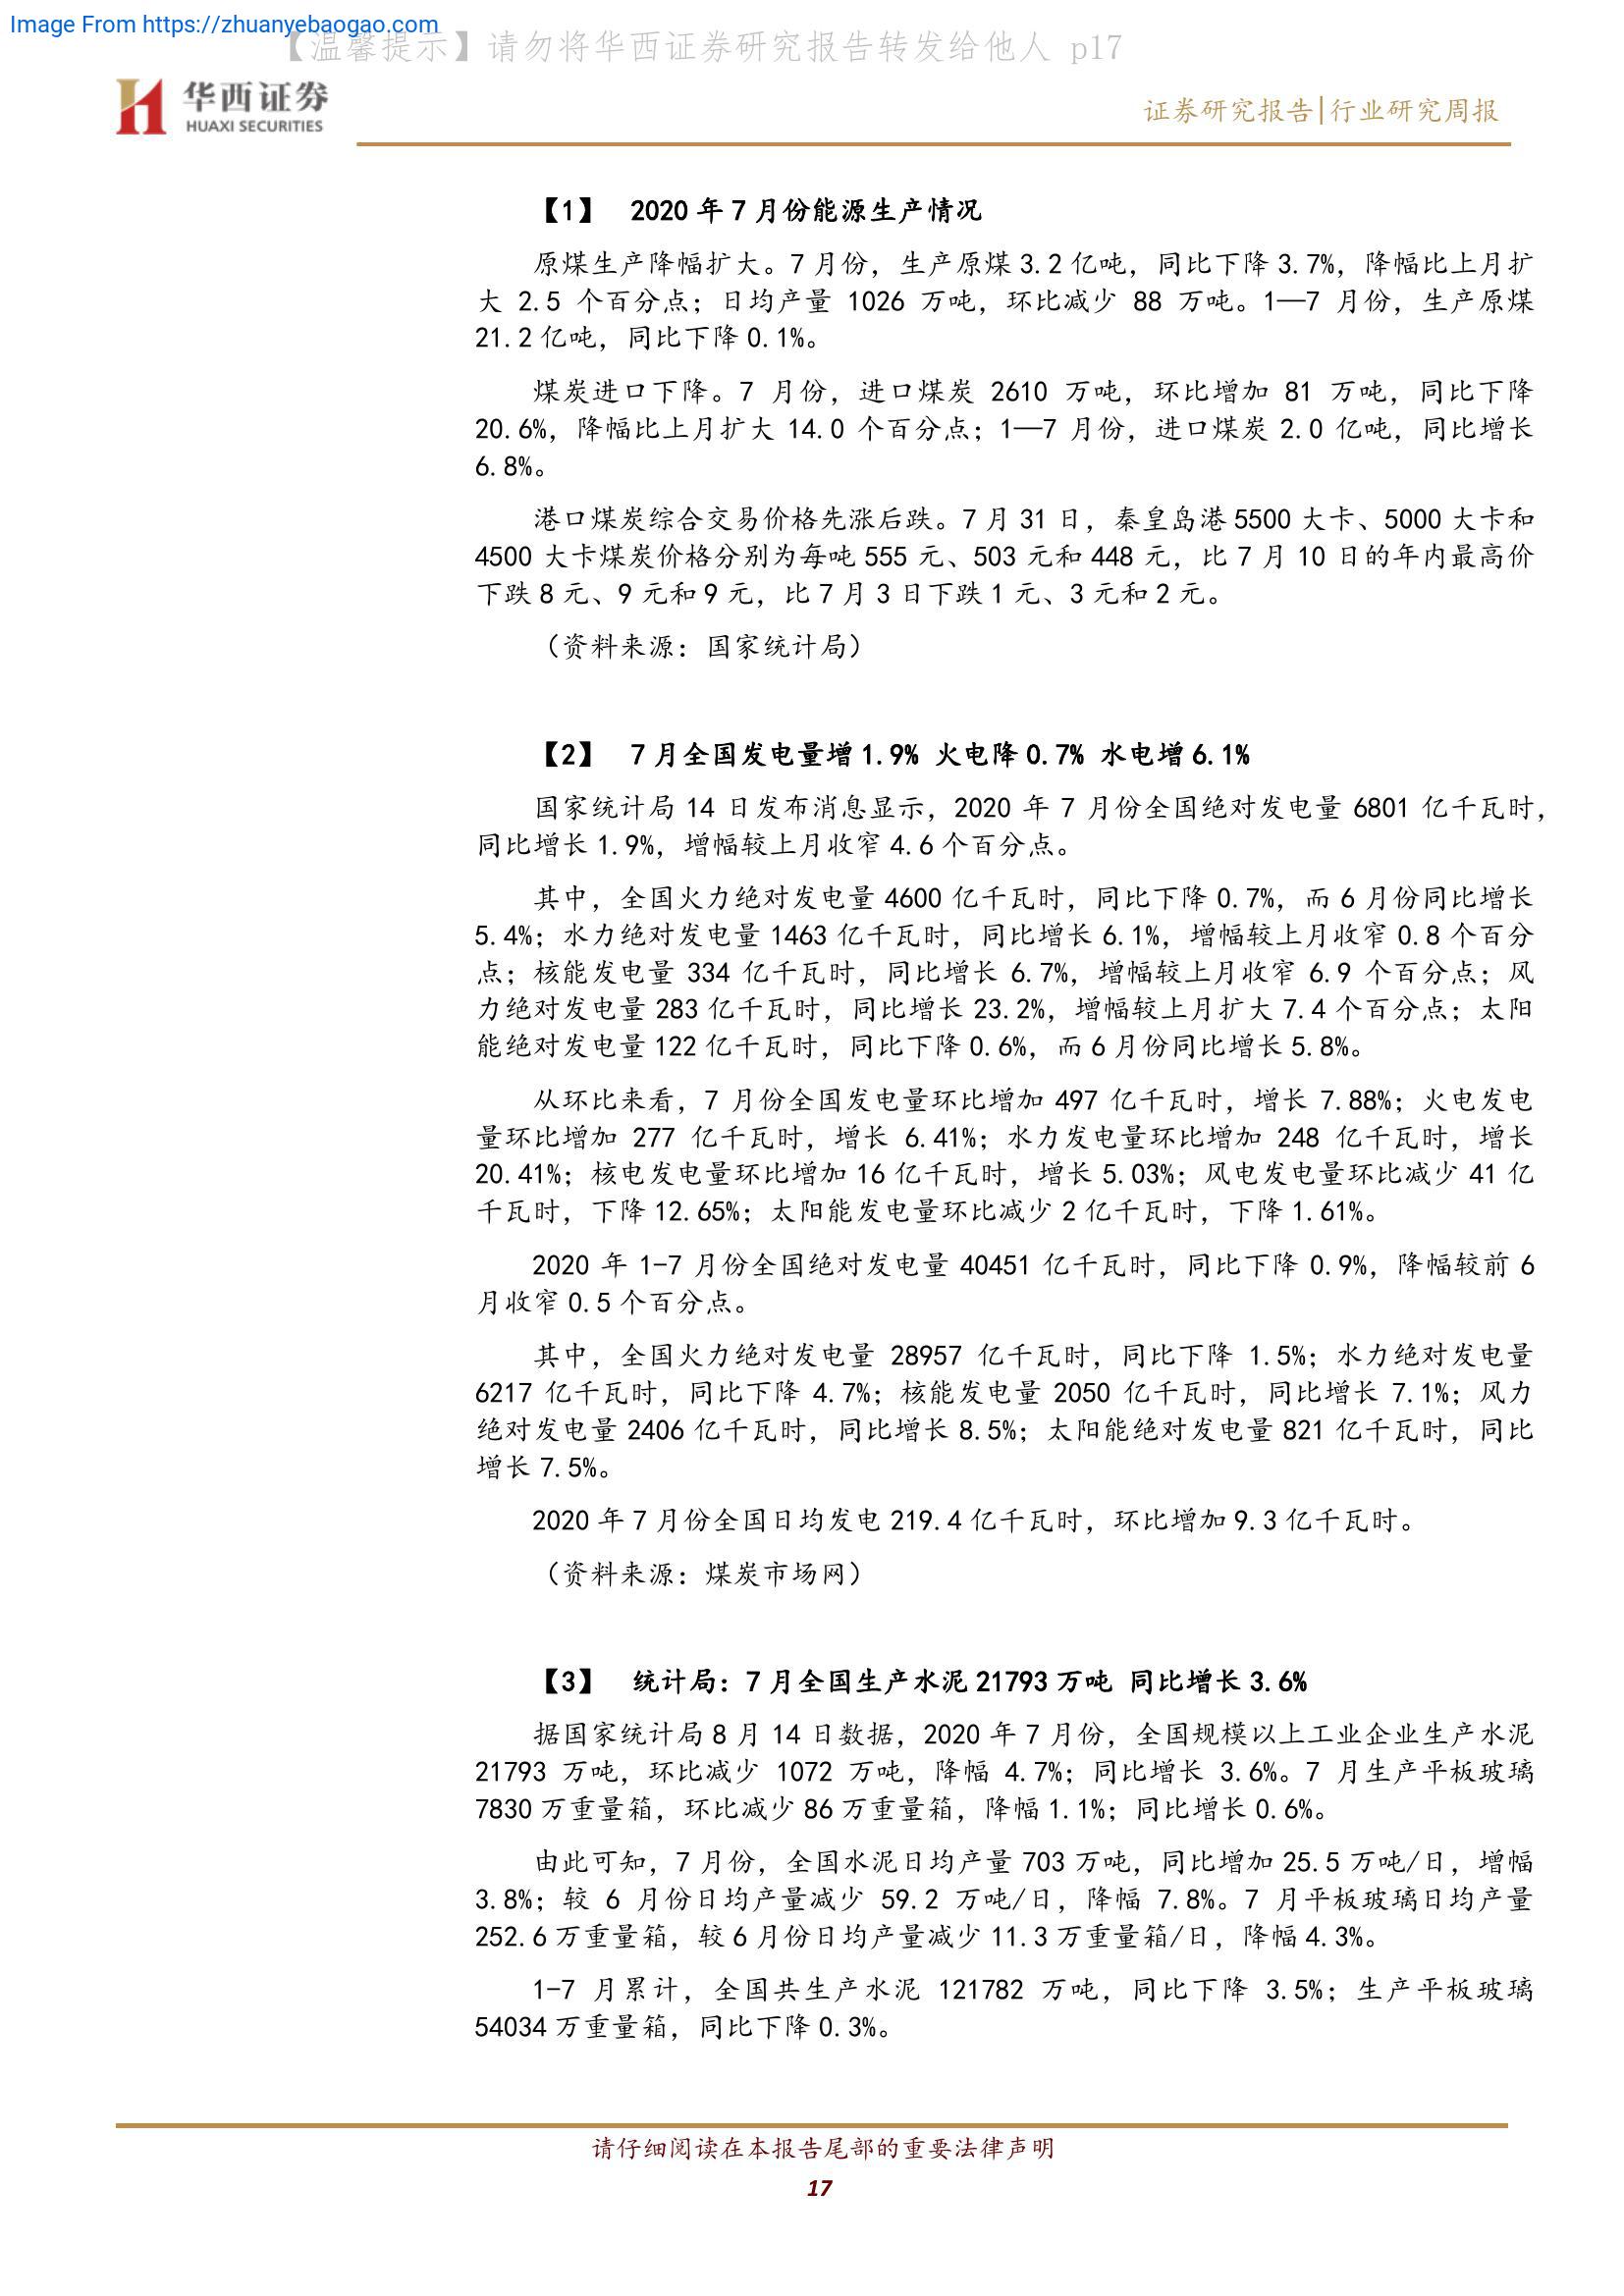 Image From https://zhuanyebaogao.com
【温馨提示】请勿将华西证券研究报告转发给他人 p17
华西证券
HUAXI SECURITIES
证券研究报告|行业研究周报
【1】 2020 年 7 月份能源生产情况
原煤生产降幅扩大。7 月份，生产原煤 3.2 亿吨，同比下降 3.7%，降幅比上月扩
大 2.5 个百分点；日均产量 1026 万吨，环比减少 88 万吨。1—7 月份，生产原煤
21.2 亿吨，同比下降 0.1%。
煤炭进口下降。7 月份，进口煤炭 2610 万吨，环比增加 81 万吨，同比下降
20.6%，降幅比上月扩大 14.0 个百分点；1—7 月份，进口煤炭 2.0 亿吨，同比增长
6.8%。
港口煤炭综合交易价格先涨后跌。7 月 31 日，秦皇岛港 5500 大卡、5000 大卡和
4500 大卡煤炭价格分别为每吨 555 元、503 元和 448 元，比 7 月 10 日的年内最高价
下跌 8 元、9 元和 9 元，比 7 月 3 日下跌 1 元、3 元和 2 元。
（资料来源：国家统计局）
【2】 7 月全国发电量增 1.9% 火电降 0.7% 水电增 6.1%
国家统计局 14 日发布消息显示，2020 年 7 月份全国绝对发电量 6801 亿千瓦时，
同比增长 1.9%，增幅较上月收窄 4.6 个百分点。
其中，全国火力绝对发电量 4600 亿千瓦时，同比下降 0.7%，而 6 月份同比增长
5.4%；水力绝对发电量 1463 亿千瓦时，同比增长 6.1%，增幅较上月收窄 0.8 个百分
点；核能发电量 334 亿千瓦时，同比增长 6.7%，增幅较上月收窄 6.9 个百分点；风
力绝对发电量 283 亿千瓦时，同比增长 23.2%，增幅较上月扩大 7.4 个百分点；太阳
能绝对发电量 122 亿千瓦时，同比下降 0.6%，而 6 月份同比增长 5.8%。
从环比来看，7 月份全国发电量环比增加 497 亿千瓦时，增长 7.88%；火电发电
量环比增加 277 亿千瓦时，增长 6.41%；水力发电量环比增加 248 亿千瓦时，增长
20.41%；核电发电量环比增加 16 亿千瓦时，增长 5.03%；风电发电量环比减少 41 亿
千瓦时，下降 12.65%；太阳能发电量环比减少 2 亿千瓦时，下降 1.61%。
2020 年 1-7 月份全国绝对发电量 40451 亿千瓦时，同比下降 0.9%，降幅较前 6
月收窄 0.5 个百分点。
其中，全国火力绝对发电量 28957 亿千瓦时，同比下降 1.5%；水力绝对发电量
6217 亿千瓦时，同比下降 4.7%；核能发电量 2050 亿千瓦时，同比增长 7.1%；风力
绝对发电量 2406 亿千瓦时，同比增长 8.5%；太阳能绝对发电量 821 亿千瓦时，同比
增长 7.5%。
2020 年 7 月份全国日均发电 219.4 亿千瓦时，环比增加 9.3 亿千瓦时。
（资料来源：煤炭市场网）
【3】 统计局：7 月全国生产水泥 21793 万吨 同比增长 3.6%
据国家统计局 8 月 14 日数据，2020 年 7 月份，全国规模以上工业企业生产水泥
21793 万吨，环比减少 1072 万吨，降幅 4.7%；同比增长 3.6%。7 月生产平板玻璃
7830 万重量箱，环比减少 86 万重量箱，降幅 1.1%；同比增长 0.6%。
由此可知，7 月份，全国水泥日均产量 703 万吨，同比增加 25.5 万吨/日，增幅
3.8%；较 6 月份日均产量减少 59.2 万吨/日，降幅 7.8%。7 月平板玻璃日均产量
252.6 万重量箱，较 6 月份日均产量减少 11.3 万重量箱/日，降幅 4.3%。
1-7 月累计，全国共生产水泥 121782 万吨，同比下降 3.5%；生产平板玻璃
54034 万重量箱，同比下降 0.3%。
请仔细阅读在本报告尾部的重要法律声明
17